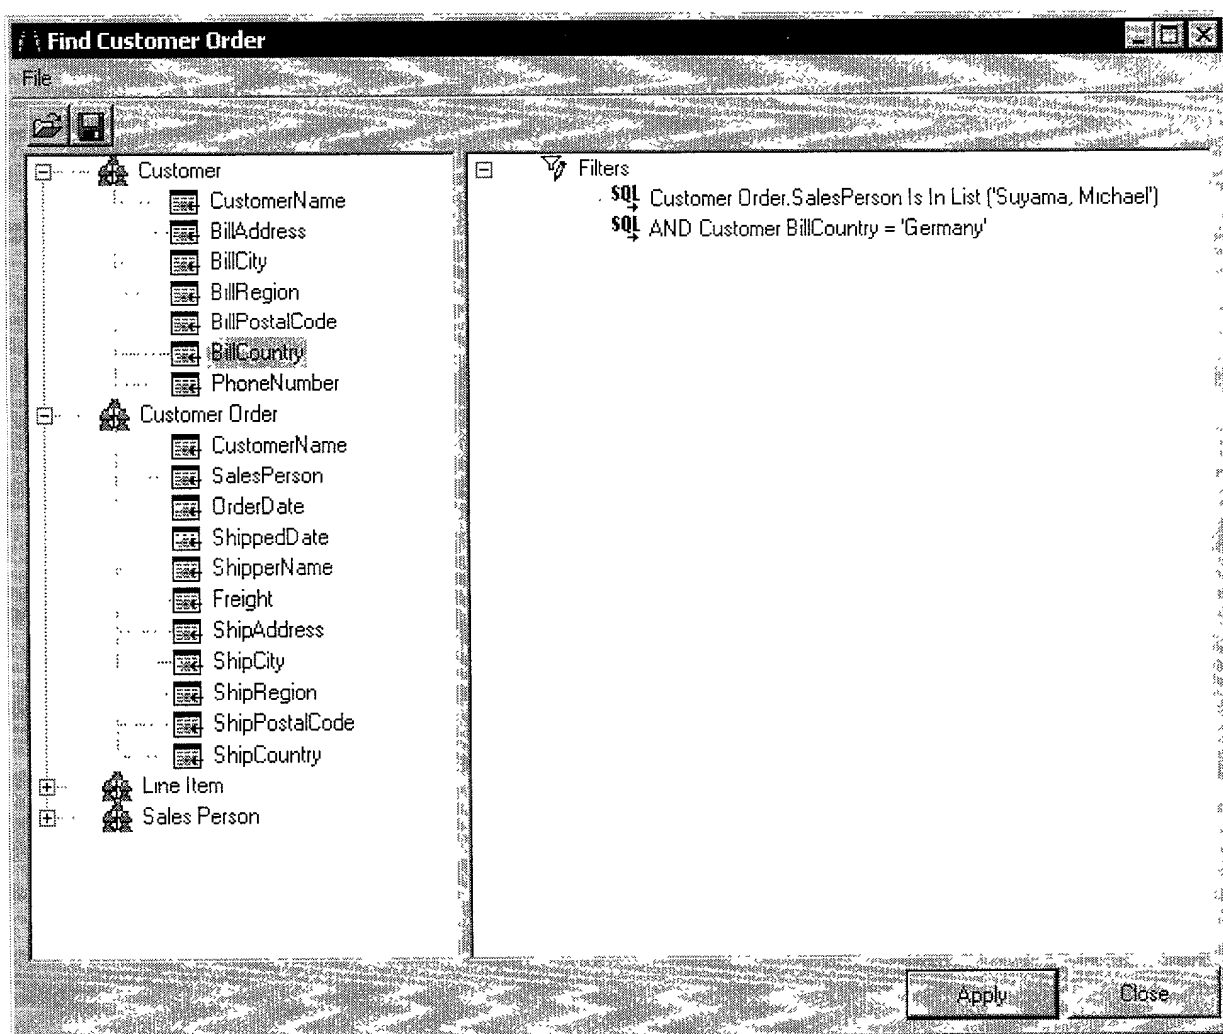 Find Customer Order
File
Customer
CustomerName
BillAddress
BillCity
BillRegion
BillPostalCode
BillCountry
PhoneNumber
Customer Order
CustomerName
SalesPerson
OrderDate
ShippedDate
ShipperName
Freight
ShipAddress
ShipCity
ShipRegion
ShipPostalCode
ShipCountry
Line Item
Sales Person
Filters
SQL Customer Order.SalesPerson Is In List ('Suyama, Michael')
SQL AND Customer BillCountry = 'Germany'
Apply
Close